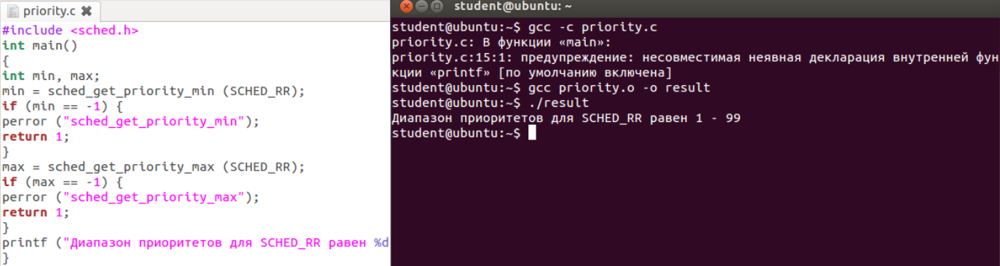 priority.c
#include <sched.h>
int main()
{
int min, max;
min = sched_get_priority_min (SCHED_RR);
if (min == -1) {
perror ("sched_get_priority_min");
return 1;
}
max = sched_get_priority_max (SCHED_RR);
if (max == -1) {
perror ("sched_get_priority_max");
return 1;
}
printf ("Диапазон приоритетов для SCHED_RR равен %d
}
student@ubuntu: ~
student@ubuntu:~$ gcc -c priority.c
priority.c: В функции «main»:
priority.c:15:1: предупреждение: несовместимая неявная декларация внутренней фун
кции «printf» [по умолчанию включена]
student@ubuntu:~$ gcc priority.o -o result
student@ubuntu:~$ ./result
Диапазон приоритетов для SCHED_RR равен 1 - 99
student@ubuntu:~$